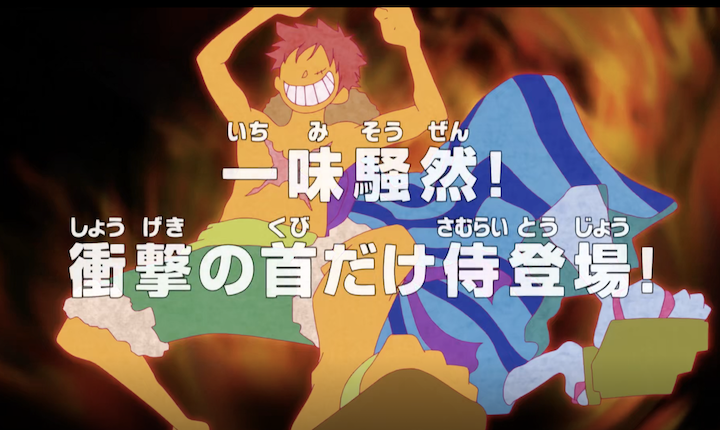 いち み そう ぜん
一味騒然!
しょう げき くび さむらい とう じょう
衝撃の首だけ侍登場!